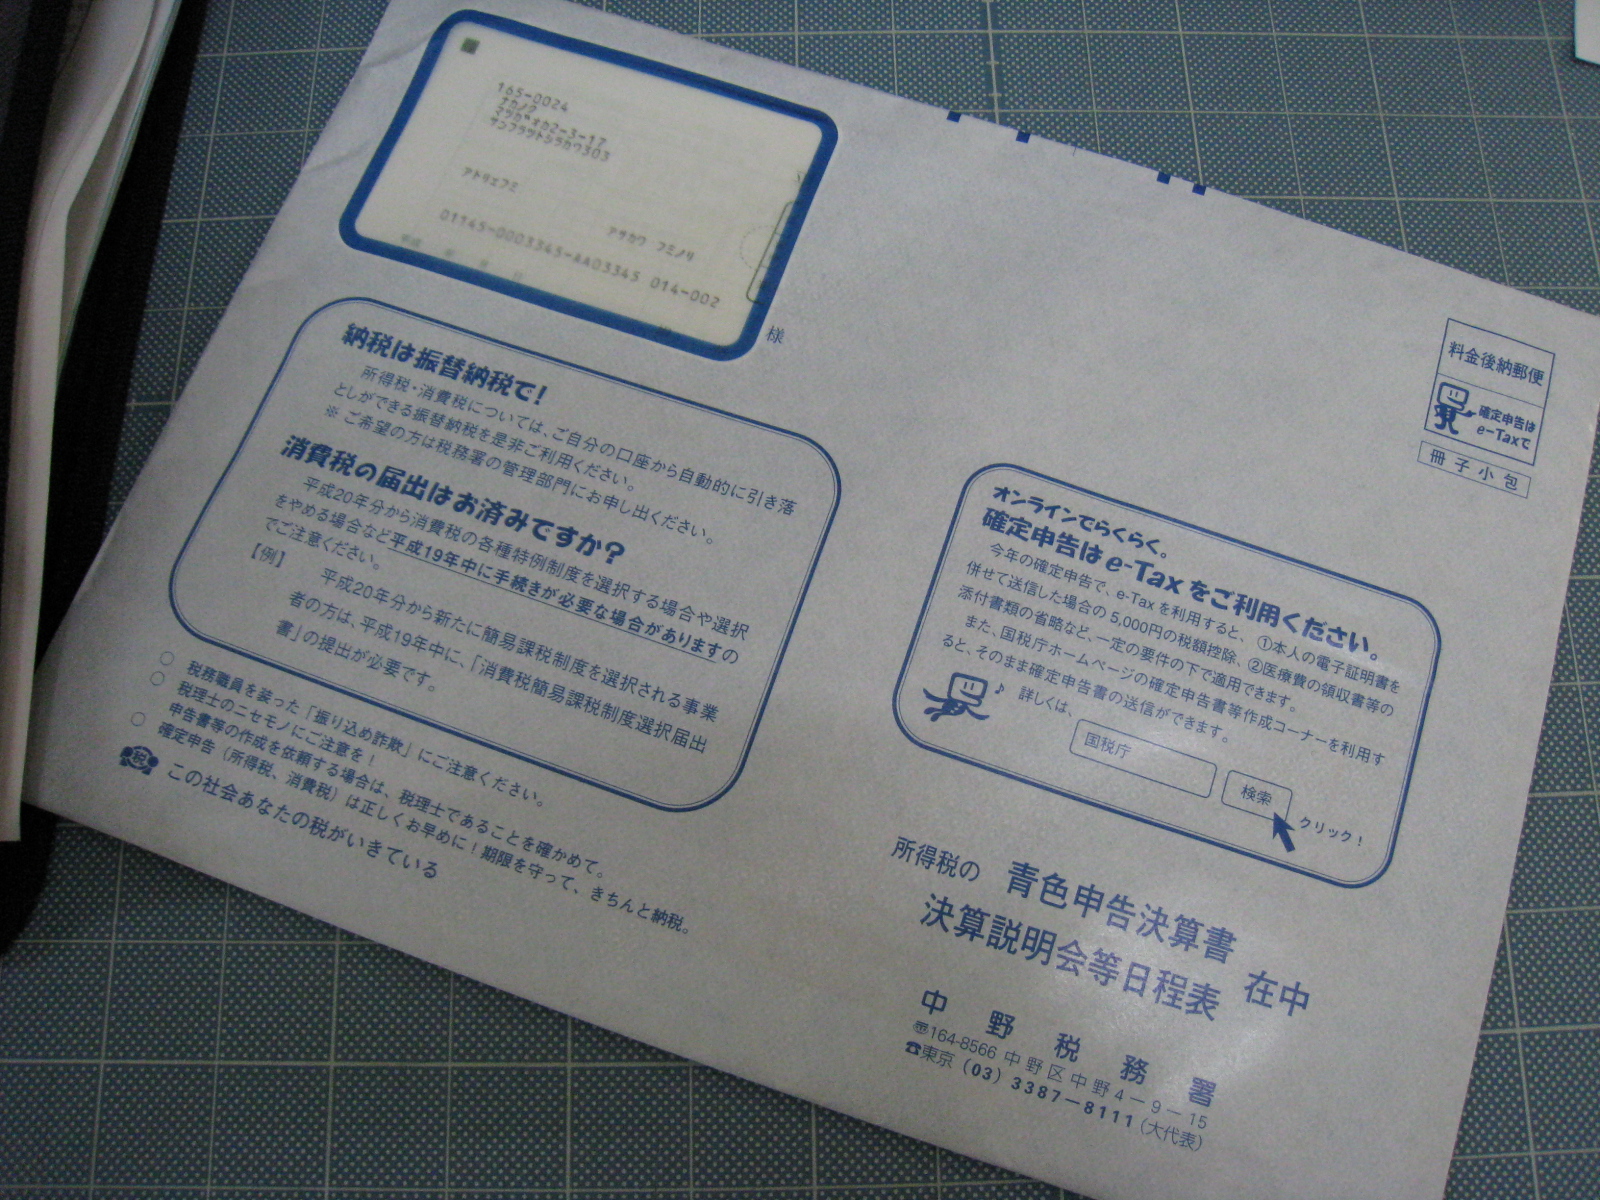 165-0024
ナカノク
マツガオカ2-3-17
サンフラツトシラカワ303
アトリエフミ
アサカワ フミノリ
01145-0003345-AA03345 014-002
様
料金後納郵便
確定申告は
e-Taxで
冊子小包
納税は振替納税で!
所得税・消費税については、ご自分の口座から自動的に引き落
としができる振替納税を是非ご利用ください。
※ ご希望の方は税務署の管理部門にお申し出ください。
消費税の届出はお済みですか?
平成20年分から消費税の各種特例制度を選択する場合や選択
をやめる場合など平成19年中に手続きが必要な場合がありますの
でご注意ください。
【例】 平成20年分から新たに簡易課税制度を選択される事業
者の方は、平成19年中に、「消費税簡易課税制度選択届出
書」の提出が必要です。
○ 税務職員を装った「振り込め詐欺」にご注意ください。
○ 税理士のニセモノにご注意を!
申告書等の作成を依頼する場合は、税理士であることを確かめて。
○ 確定申告(所得税、消費税)は正しくお早めに!期限を守って、きちんと納税。
税 この社会あなたの税がいきている
オンラインでらくらく。
確定申告はe-Taxをご利用ください。
今年の確定申告で、e-Taxを利用すると、①本人の電子証明書を
併せて送信した場合の5,000円の税額控除、②医療費の領収書等の
添付書類の省略など、一定の要件の下で適用できます。
また、国税庁ホームページの確定申告書等作成コーナーを利用す
ると、そのまま確定申告書の送信ができます。
♪ 詳しくは、 国税庁 検索 クリック!
所得税の 青色申告決算書
決算説明会等日程表 在中
中野税務署
〠164-8566 中野区中野4-9-15
☎東京(03)3387-8111(大代表)